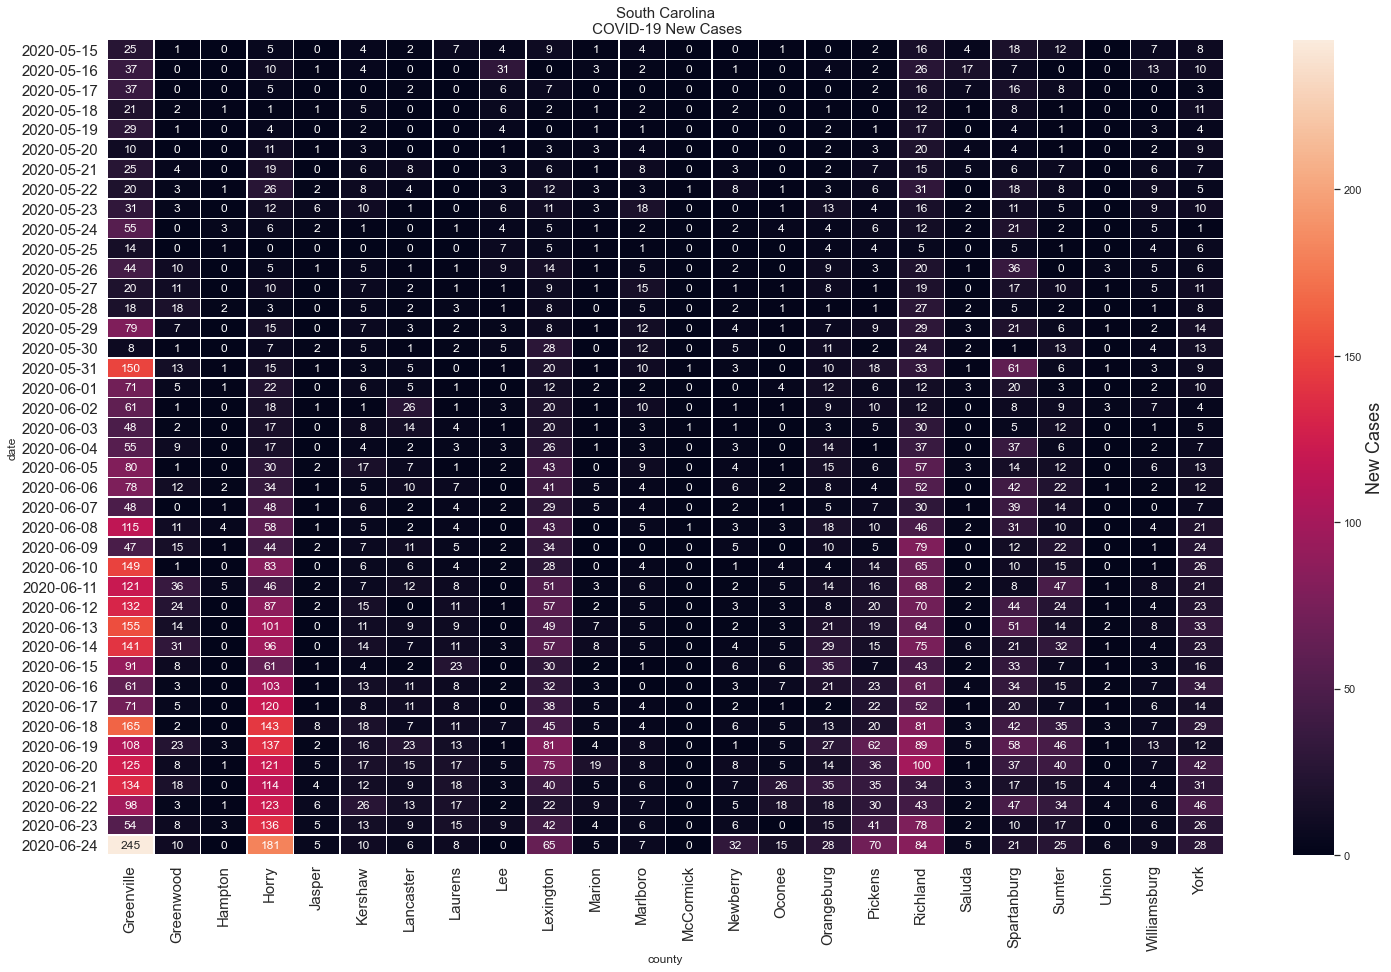 South Carolina
COVID-19 New Cases
2020-05-15 25 1 0 5 0 4 2 7 4 9 1 4 0 0 1 0 2 16 4 18 12 0 7 8
2020-05-16 37 0 0 10 1 4 0 0 31 0 3 2 0 1 0 4 2 26 17 7 0 0 13 10
2020-05-17 37 0 0 5 0 0 2 0 6 7 0 0 0 0 0 0 2 16 7 16 8 0 0 3
2020-05-18 21 2 1 1 1 5 0 0 6 2 1 2 0 2 0 1 0 12 1 8 1 0 0 11
2020-05-19 29 1 0 4 0 2 0 0 4 0 1 1 0 0 0 2 1 17 0 4 1 0 3 4
2020-05-20 10 0 0 11 1 3 0 0 1 3 3 4 0 0 0 2 3 20 4 4 1 0 2 9
2020-05-21 25 4 0 19 0 6 8 0 3 6 1 8 0 3 0 2 7 15 5 6 7 0 6 7
2020-05-22 20 3 1 26 2 8 4 0 3 12 3 3 1 8 1 3 6 31 0 18 8 0 9 5
2020-05-23 31 3 0 12 6 10 1 0 6 11 3 18 0 0 1 13 4 16 2 11 5 0 9 10
2020-05-24 55 0 3 6 2 1 0 1 4 5 1 2 0 2 4 4 6 12 2 21 2 0 5 1
2020-05-25 14 0 1 0 0 0 0 0 7 5 1 1 0 0 0 4 4 5 0 5 1 0 4 6
2020-05-26 44 10 0 5 1 5 1 1 9 14 1 5 0 2 0 9 3 20 1 36 0 3 5 6
2020-05-27 20 11 0 10 0 7 2 1 1 9 1 15 0 1 1 8 1 19 0 17 10 1 5 11
2020-05-28 18 18 2 3 0 5 2 3 1 8 0 5 0 2 1 1 1 27 2 5 2 0 1 8
2020-05-29 79 7 0 15 0 7 3 2 3 8 1 12 0 4 1 7 9 29 3 21 6 1 2 14
2020-05-30 8 1 0 7 2 5 1 2 5 28 0 12 0 5 0 11 2 24 2 1 13 0 4 13
2020-05-31 150 13 1 15 1 3 5 0 1 20 1 10 1 3 0 10 18 33 1 61 6 1 3 9
2020-06-01 71 5 1 22 0 6 5 1 0 12 2 2 0 0 4 12 6 12 0 20 3 0 2 10
2020-06-02 61 1 0 18 1 1 26 1 3 20 1 10 0 1 1 9 10 12 0 8 9 3 7 4
2020-06-03 48 2 0 17 0 8 14 4 1 20 1 3 1 1 0 3 5 30 0 5 12 0 1 5
2020-06-04 55 9 0 17 0 4 2 3 3 26 1 3 0 3 0 14 1 37 0 37 6 0 2 7
2020-06-05 80 1 0 30 2 17 7 1 2 43 0 9 0 4 1 15 6 57 3 14 12 0 6 13
2020-06-06 78 12 2 34 1 5 10 7 0 41 5 4 0 6 2 8 4 52 0 42 22 1 2 12
2020-06-07 48 0 1 48 1 6 2 4 2 29 5 4 0 2 1 5 7 30 1 39 14 0 0 7
2020-06-08 115 11 4 58 1 5 2 4 0 43 0 5 1 3 3 18 10 46 2 31 10 0 4 21
2020-06-09 47 15 1 44 2 7 11 5 2 34 0 0 0 5 0 10 5 79 0 12 22 0 1 24
2020-06-10 149 1 0 83 0 6 6 4 2 28 0 4 0 1 4 4 14 65 0 10 15 0 1 26
2020-06-11 121 36 5 46 2 7 12 8 0 51 3 6 0 2 5 14 16 68 2 8 47 1 8 21
2020-06-12 132 24 0 87 2 15 0 11 1 57 2 5 0 3 3 8 20 70 2 44 24 1 4 23
2020-06-13 155 14 0 101 0 11 9 9 0 49 7 5 0 2 3 21 19 64 0 51 14 2 8 33
2020-06-14 141 31 0 96 0 14 7 11 3 57 8 5 0 4 5 29 15 75 6 21 32 1 4 23
2020-06-15 91 8 0 61 1 4 2 23 0 30 2 1 0 6 6 35 7 43 2 33 7 1 3 16
2020-06-16 61 3 0 103 1 13 11 8 2 32 3 0 0 3 7 21 23 61 4 34 15 2 7 34
2020-06-17 71 5 0 120 1 8 11 8 0 38 5 4 0 2 1 2 22 52 1 20 7 1 6 14
2020-06-18 165 2 0 143 8 18 7 11 7 45 5 4 0 6 5 13 20 81 3 42 35 3 7 29
2020-06-19 108 23 3 137 2 16 23 13 1 81 4 8 0 1 5 27 62 89 5 58 46 1 13 12
2020-06-20 125 8 1 121 5 17 15 17 5 75 19 8 0 8 5 14 36 100 1 37 40 0 7 42
2020-06-21 134 18 0 114 4 12 9 18 3 40 5 6 0 7 26 35 35 34 3 17 15 4 4 31
2020-06-22 98 3 1 123 6 26 13 17 2 22 9 7 0 5 18 18 30 43 2 47 34 4 6 46
2020-06-23 54 8 3 136 5 13 9 15 9 42 4 6 0 6 0 15 41 78 2 10 17 0 6 26
2020-06-24 245 10 0 181 5 10 6 8 0 65 5 7 0 32 15 28 70 84 5 21 25 6 9 28
date
Greenville Greenwood Hampton Horry Jasper Kershaw Lancaster Laurens Lee Lexington Marion Marlboro McCormick Newberry Oconee Orangeburg Pickens Richland Saluda Spartanburg Sumter Union Williamsburg York
county
200
150
100
50
0
New Cases